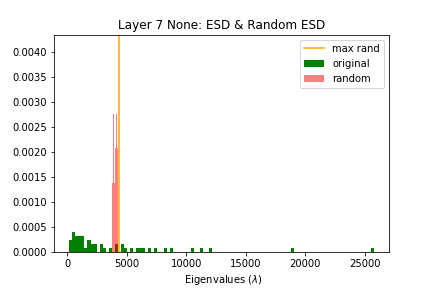 Layer 7 None: ESD & Random ESD
max rand
original
random
0.0040
0.0035
0.0030
0.0025
0.0020
0.0015
0.0010
0.0005
0.0000
0 5000 10000 15000 20000 25000
Eigenvalues (λ)